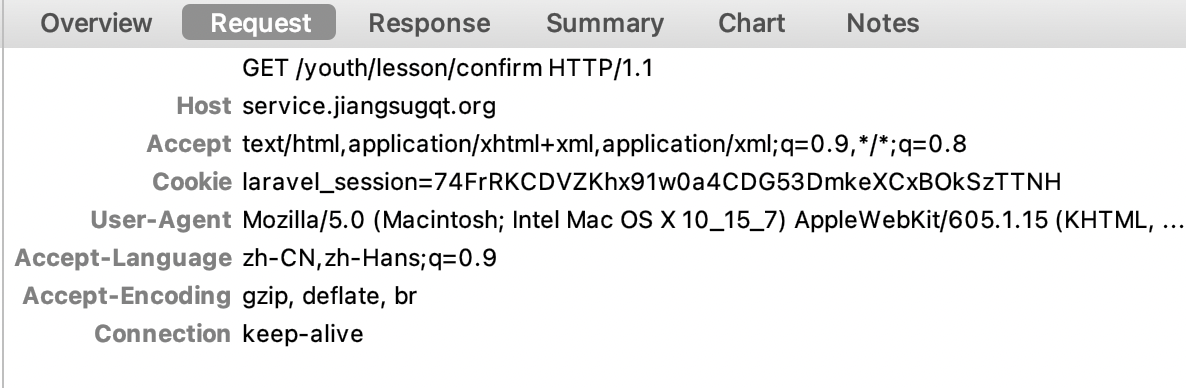 Overview Request Response Summary Chart Notes
GET /youth/lesson/confirm HTTP/1.1
Host service.jiangsugqt.org
Accept text/html,application/xhtml+xml,application/xml;q=0.9,*/*;q=0.8
Cookie laravel_session=74FrRKCDVZKhx91w0a4CDG53DmkeXCxBOkSzTTNH
User-Agent Mozilla/5.0 (Macintosh; Intel Mac OS X 10_15_7) AppleWebKit/605.1.15 (KHTML, ...
Accept-Language zh-CN,zh-Hans;q=0.9
Accept-Encoding gzip, deflate, br
Connection keep-alive